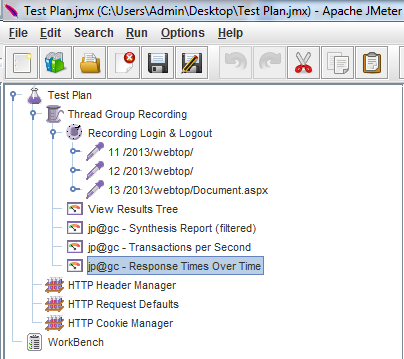 Test Plan.jmx (C:\Users\Admin\Desktop\Test Plan.jmx) - Apache JMeter
File Edit Search Run Options Help
Test Plan
Thread Group Recording
Recording Login & Logout
11 /2013/webtop/
12 /2013/webtop/
13 /2013/webtop/Document.aspx
View Results Tree
jp@gc - Synthesis Report (filtered)
jp@gc - Transactions per Second
jp@gc - Response Times Over Time
HTTP Header Manager
HTTP Request Defaults
HTTP Cookie Manager
WorkBench